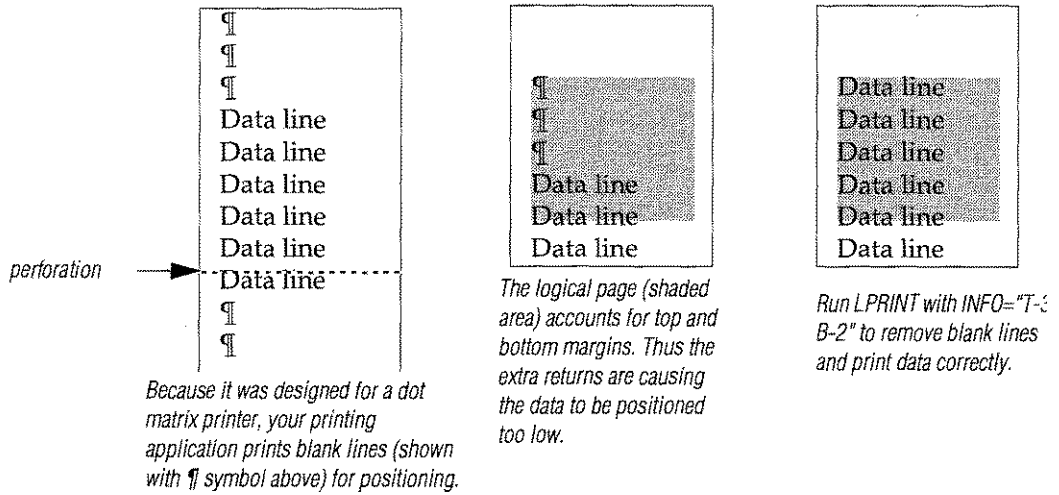 ¶
¶
¶
Data line
Data line
Data line
Data line
Data line
Data line
¶
¶
perforation
Because it was designed for a dot
matrix printer, your printing
application prints blank lines (shown
with ¶ symbol above) for positioning.
¶
¶
¶
Data line
Data line
Data line
The logical page (shaded
area) accounts for top and
bottom margins. Thus the
extra returns are causing
the data to be positioned
too low.
Data line
Data line
Data line
Data line
Data line
Data line
Run LPRINT with INFO="T-3
B-2" to remove blank lines
and print data correctly.